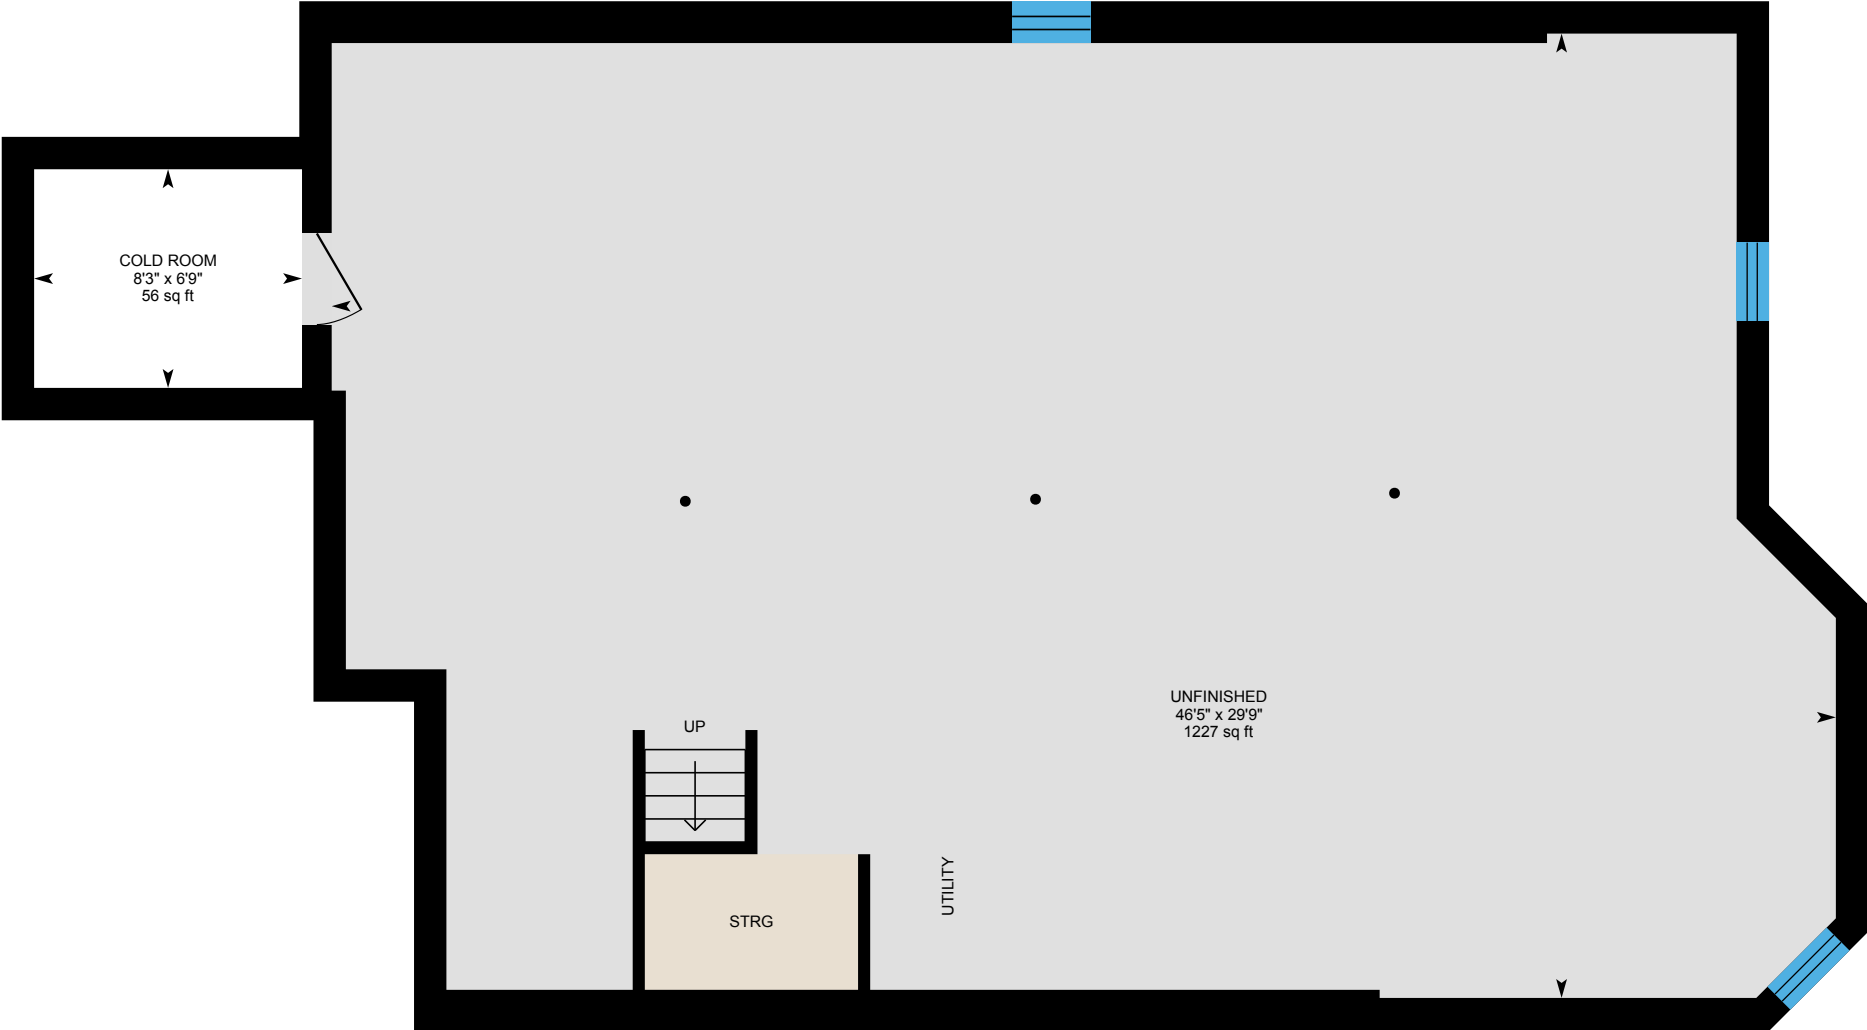 COLD ROOM
8'3" x 6'9"
56 sq ft
UNFINISHED
46'5" x 29'9"
1227 sq ft
UP
UTILITY
STRG